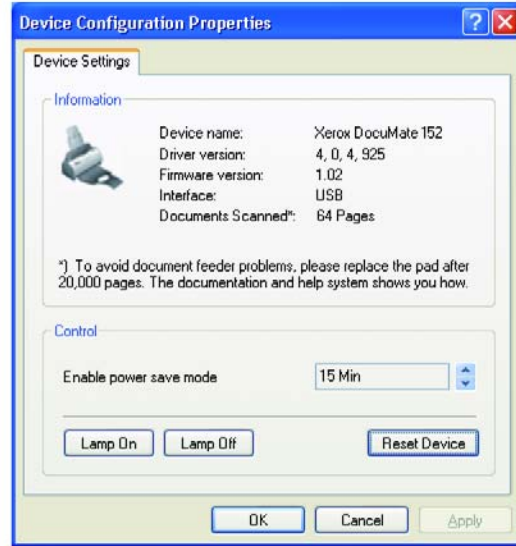 Device Configuration Properties
Device Settings
Information
Device name: Xerox DocuMate 152
Driver version: 4, 0, 4, 925
Firmware version: 1.02
Interface: USB
Documents Scanned*: 64 Pages
*) To avoid document feeder problems, please replace the pad after
20,000 pages. The documentation and help system shows you how.
Control
Enable power save mode 15 Min
Lamp On Lamp Off Reset Device
OK Cancel Apply